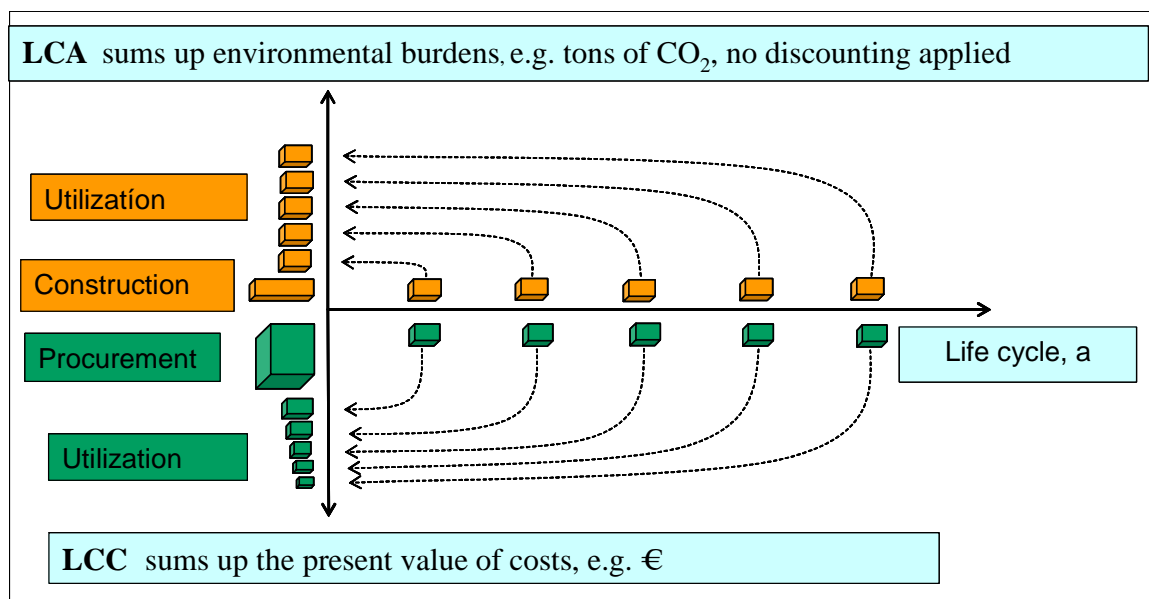 LCA sums up environmental burdens, e.g. tons of CO₂, no discounting applied
Utilizatíon
Construction
Procurement
Life cycle, a
Utilization
LCC sums up the present value of costs, e.g. €